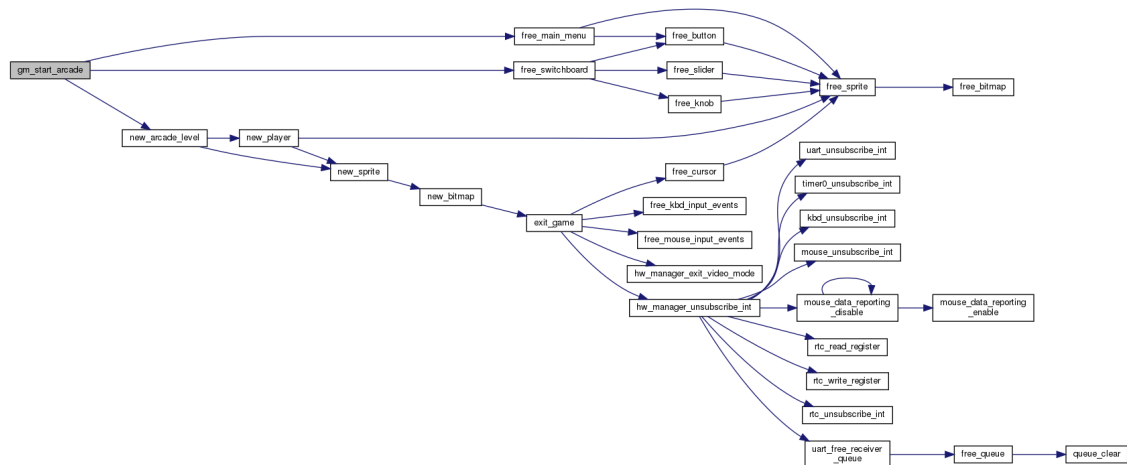 gm_start_arcade
free_main_menu
free_button
free_switchboard
free_slider
free_sprite
free_bitmap
free_knob
new_arcade_level
new_player
new_sprite
new_bitmap
exit_game
free_cursor
free_kbd_input_events
free_mouse_input_events
hw_manager_exit_video_mode
hw_manager_unsubscribe_int
uart_unsubscribe_int
timer0_unsubscribe_int
kbd_unsubscribe_int
mouse_unsubscribe_int
mouse_data_reporting
_disable
mouse_data_reporting
_enable
rtc_read_register
rtc_write_register
rtc_unsubscribe_int
uart_free_receiver
_queue
free_queue
queue_clear